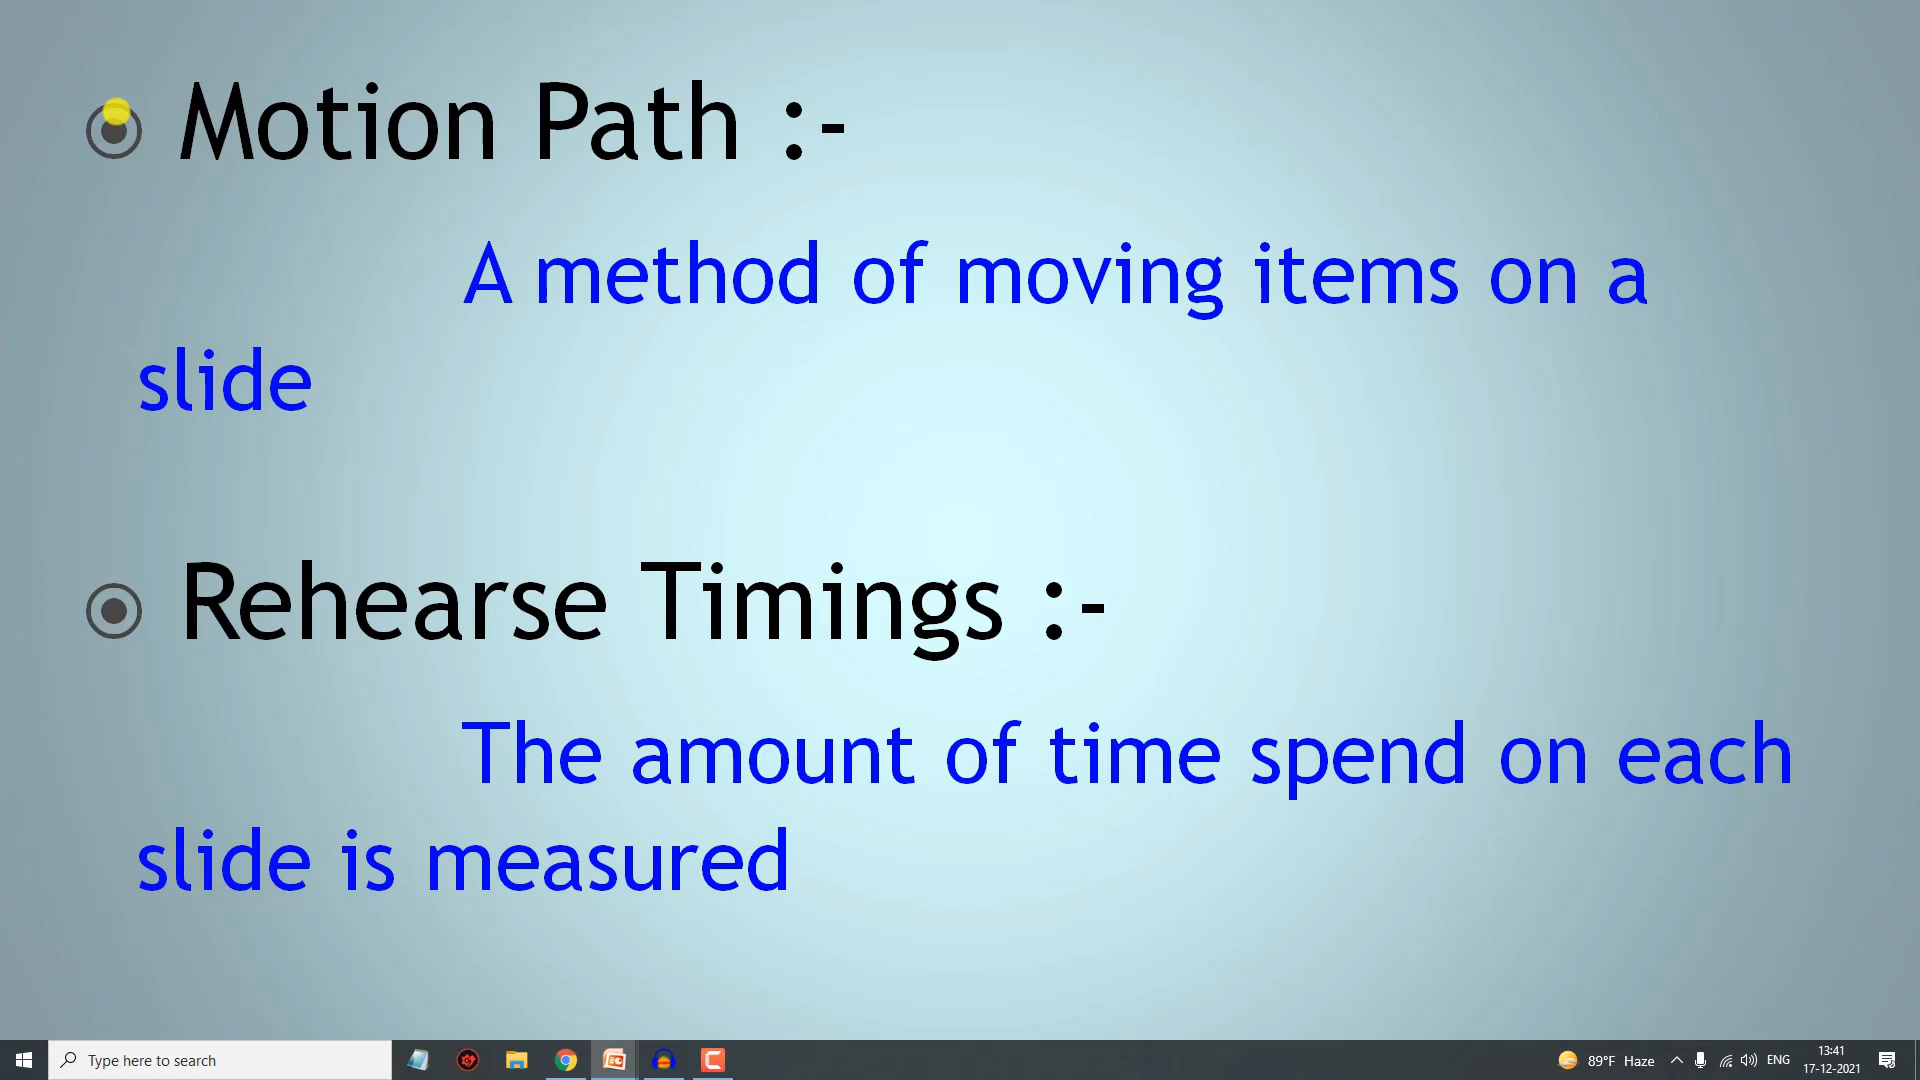 Motion Path :-
A method of moving items on a
slide
Rehearse Timings :-
The amount of time spend on each
slide is measured
Type here to search
89°F Haze
ENG
13:41
17-12-2021